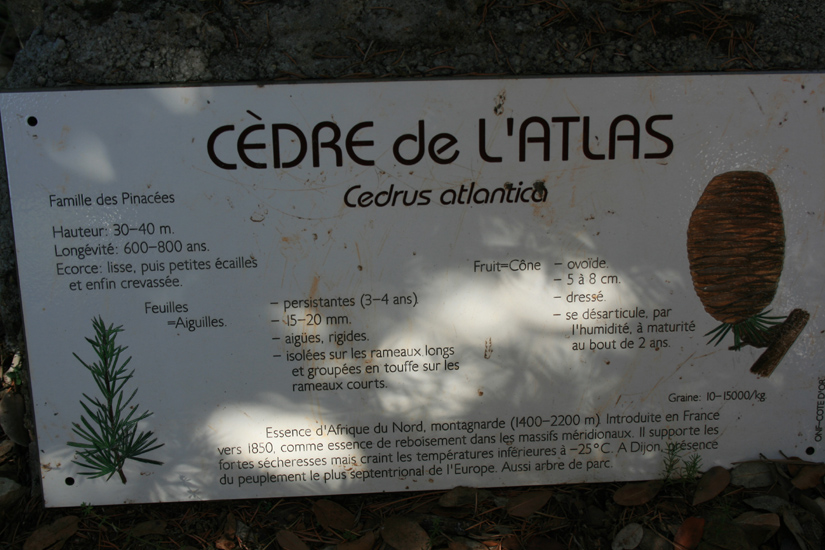 CÈDRE de L'ATLAS
Cedrus atlantica
Famille des Pinacées
Hauteur: 30-40 m.
Longévité: 600-800 ans.
Ecorce: lisse, puis petites écailles
et enfin crevassée.
Feuilles
=Aiguilles.
- persistantes (3-4 ans)
- 15-20 mm.
- aigües, rigides.
- isolées sur les rameaux longs
et groupées en touffe sur les
rameaux courts.
Fruit=Cône - ovoïde.
- 5 à 8 cm.
- dressé.
- se désarticule, par
l'humidité, à maturité
au bout de 2 ans.
Graine: 10-15000/kg
Essence d'Afrique du Nord, montagnarde (1400-2200 m). Introduite en France
vers 1850, comme essence de reboisement dans les massifs méridionaux. Il supporte les
fortes sécheresses mais craint les températures inférieures à -25°C. A Dijon, présence
du peuplement le plus septentrional de l'Europe. Aussi arbre de parc.
ONF-COTE D'OR